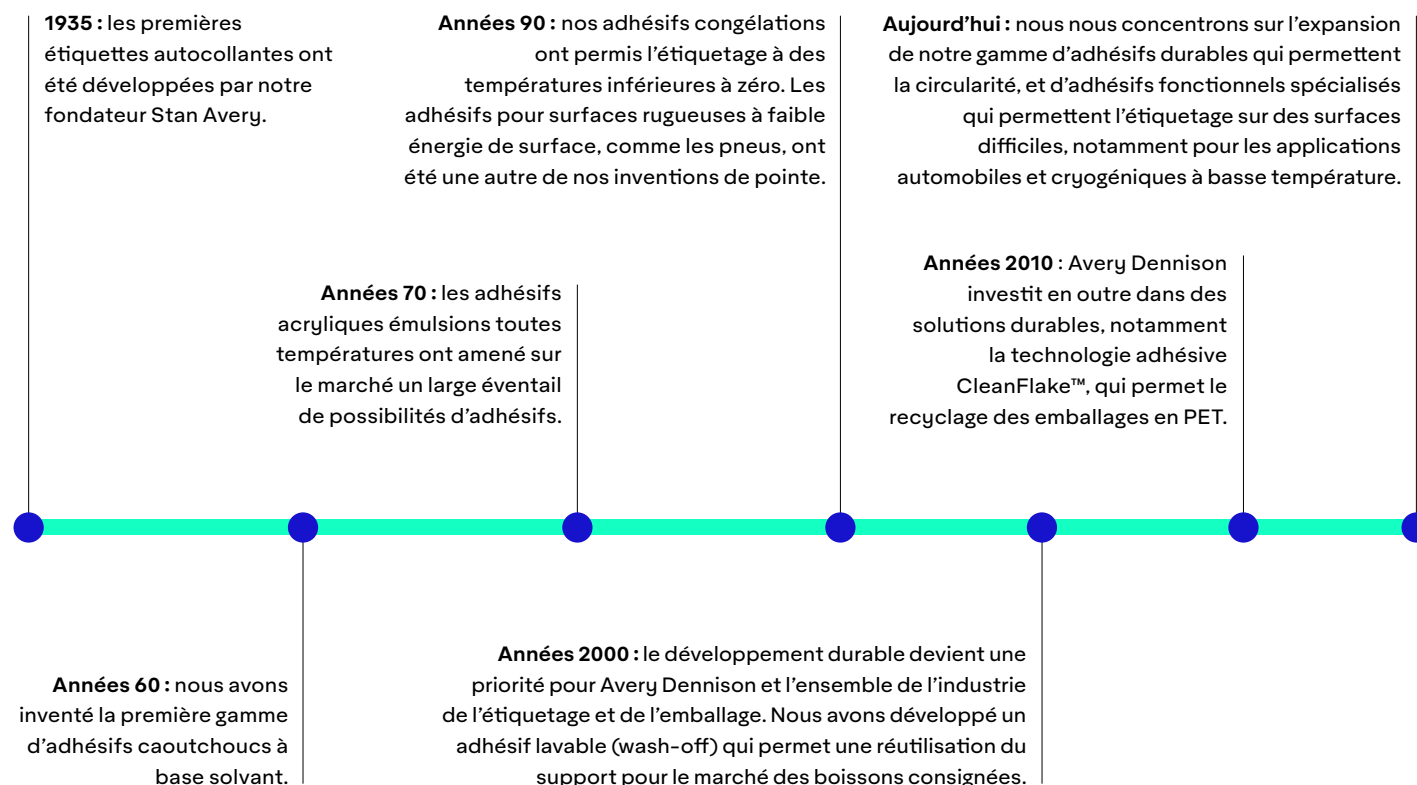 1935 : les premières
étiquettes autocollantes ont
été développées par notre
fondateur Stan Avery.
Années 90 : nos adhésifs congélations
ont permis l’étiquetage à des
températures inférieures à zéro. Les
adhésifs pour surfaces rugueuses à faible
énergie de surface, comme les pneus, ont
été une autre de nos inventions de pointe.
Aujourd’hui : nous nous concentrons sur l’expansion
de notre gamme d’adhésifs durables qui permettent
la circularité, et d’adhésifs fonctionnels spécialisés
qui permettent l’étiquetage sur des surfaces
difficiles, notamment pour les applications
automobiles et cryogéniques à basse température.
Années 70 : les adhésifs
acryliques émulsions toutes
températures ont amené sur
le marché un large éventail
de possibilités d’adhésifs.
Années 2010 : Avery Dennison
investit en outre dans des
solutions durables, notamment
la technologie adhésive
CleanFlake™, qui permet le
recyclage des emballages en PET.
Années 60 : nous avons
inventé la première gamme
d’adhésifs caoutchoucs à
base solvant.
Années 2000 : le développement durable devient une
priorité pour Avery Dennison et l’ensemble de l’industrie
de l’étiquetage et de l’emballage. Nous avons développé un
adhésif lavable (wash-off) qui permet une réutilisation du
support pour le marché des boissons consignées.